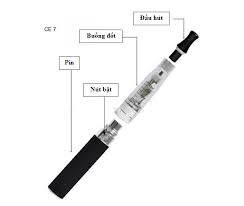 Đầu hút
CE 7
Buồng đốt
Pin
Nút bật